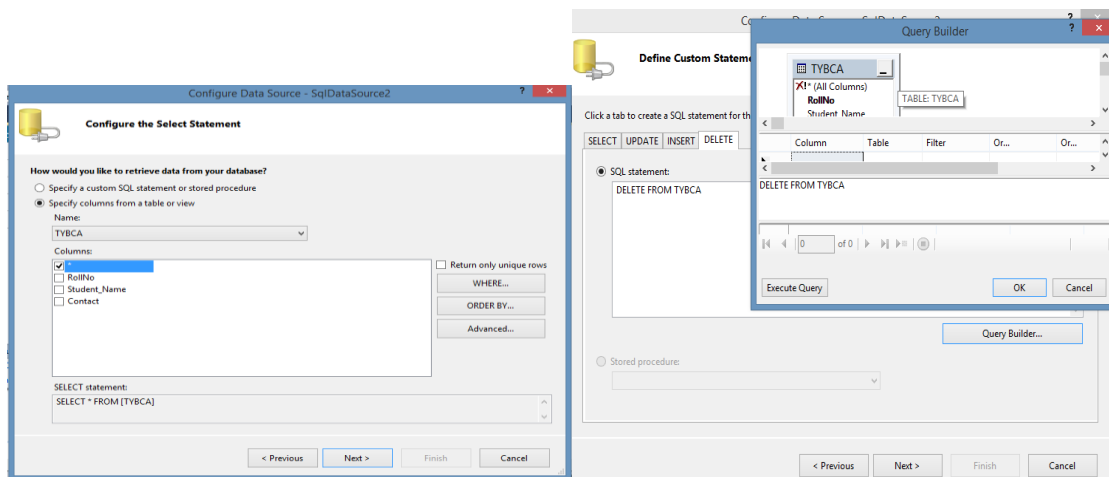 Configure Data Source - SqlDataSource2
?
Configure the Select Statement
How would you like to retrieve data from your database?
Specify a custom SQL statement or stored procedure
Specify columns from a table or view
Name:
TYBCA
Columns:
*
RollNo
Student_Name
Contact
Return only unique rows
WHERE...
ORDER BY...
Advanced...
SELECT statement:
SELECT * FROM [TYBCA]
< Previous Next > Finish Cancel
?
Define Custom Stateme
Click a tab to create a SQL statement for th
SELECT UPDATE INSERT DELETE
SQL statement:
DELETE FROM TYBCA
Query Builder...
Stored procedure:
< Previous Next > Finish Cancel
Query Builder
?
TYBCA
* (All Columns)
RollNo
Student_Name
TABLE: TYBCA
Column Table Filter Or... Or...
DELETE FROM TYBCA
0 of 0
Execute Query OK Cancel